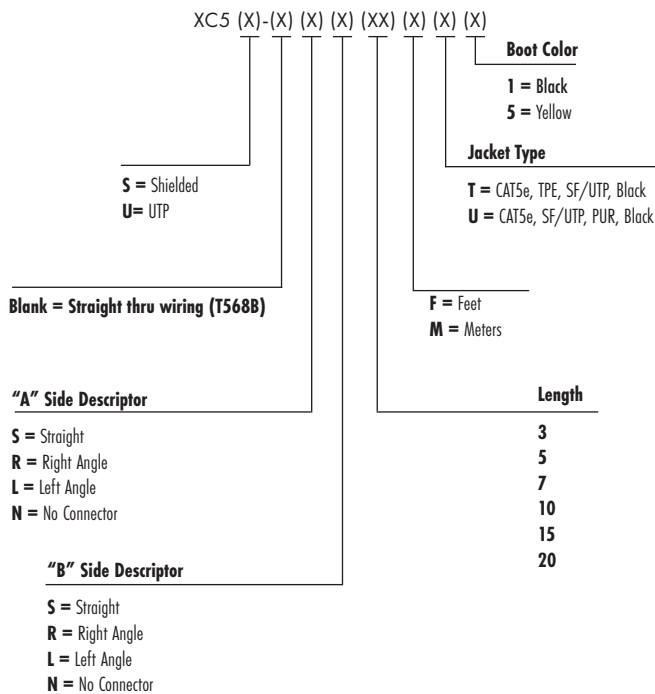 XC5 (X)-(X) (X) (X) (XX) (X) (X) (X)
Boot Color
1 = Black
5 = Yellow
Jacket Type
T = CAT5e, TPE, SF/UTP, Black
U = CAT5e, SF/UTP, PUR, Black
S = Shielded
U= UTP
Blank = Straight thru wiring (T568B)
F = Feet
M = Meters
"A" Side Descriptor
S = Straight
R = Right Angle
L = Left Angle
N = No Connector
Length
3
5
7
10
15
20
"B" Side Descriptor
S = Straight
R = Right Angle
L = Left Angle
N = No Connector